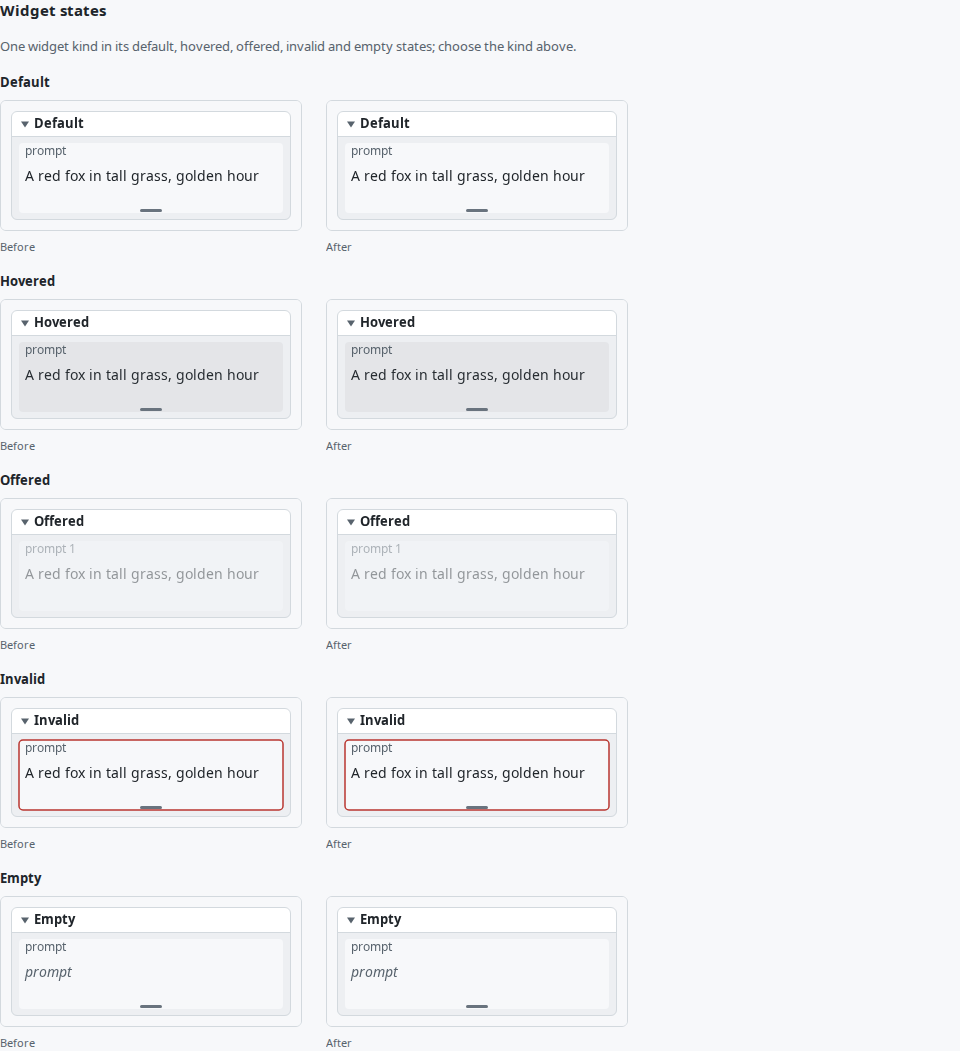 Widget states
One widget kind in its default, hovered, offered, invalid and empty states; choose the kind above.
Default
Default
prompt
A red fox in tall grass, golden hour
Before
Default
prompt
A red fox in tall grass, golden hour
After
Hovered
Hovered
prompt
A red fox in tall grass, golden hour
Before
Hovered
prompt
A red fox in tall grass, golden hour
After
Offered
Offered
prompt 1
A red fox in tall grass, golden hour
Before
Offered
prompt 1
A red fox in tall grass, golden hour
After
Invalid
Invalid
prompt
A red fox in tall grass, golden hour
Before
Invalid
prompt
A red fox in tall grass, golden hour
After
Empty
Empty
prompt
prompt
Before
Empty
prompt
prompt
After